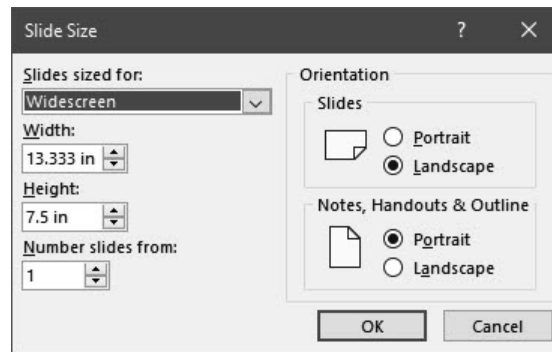 Slide Size
Slides sized for:
Widescreen
Width:
13.333 in
Height:
7.5 in
Number slides from:
1
Orientation
Slides
Portrait
Landscape
Notes, Handouts & Outline
Portrait
Landscape
OK
Cancel